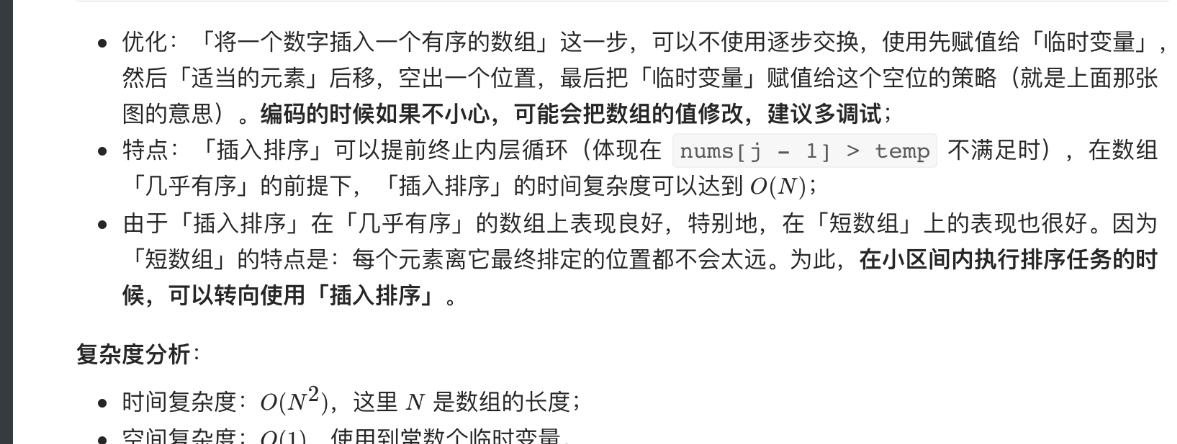 • 优化：「将一个数字插入一个有序的数组」这一步，可以不使用逐步交换，使用先赋值给「临时变量」，
然后「适当的元素」后移，空出一个位置，最后把「临时变量」赋值给这个空位的策略（就是上面那张
图的意思）。编码的时候如果不小心，可能会把数组的值修改，建议多调试；
• 特点：「插入排序」可以提前终止内层循环（体现在 nums[j - 1] > temp 不满足时），在数组
「几乎有序」的前提下，「插入排序」的时间复杂度可以达到 O(N)；
• 由于「插入排序」在「几乎有序」的数组上表现良好，特别地，在「短数组」上的表现也很好。因为
「短数组」的特点是：每个元素离它最终排定的位置都不会太远。为此，在小区间内执行排序任务的时
候，可以转向使用「插入排序」。
复杂度分析：
• 时间复杂度：O(N²)，这里 N 是数组的长度；
• 空间复杂度：O(1)，使用到常数个临时变量。